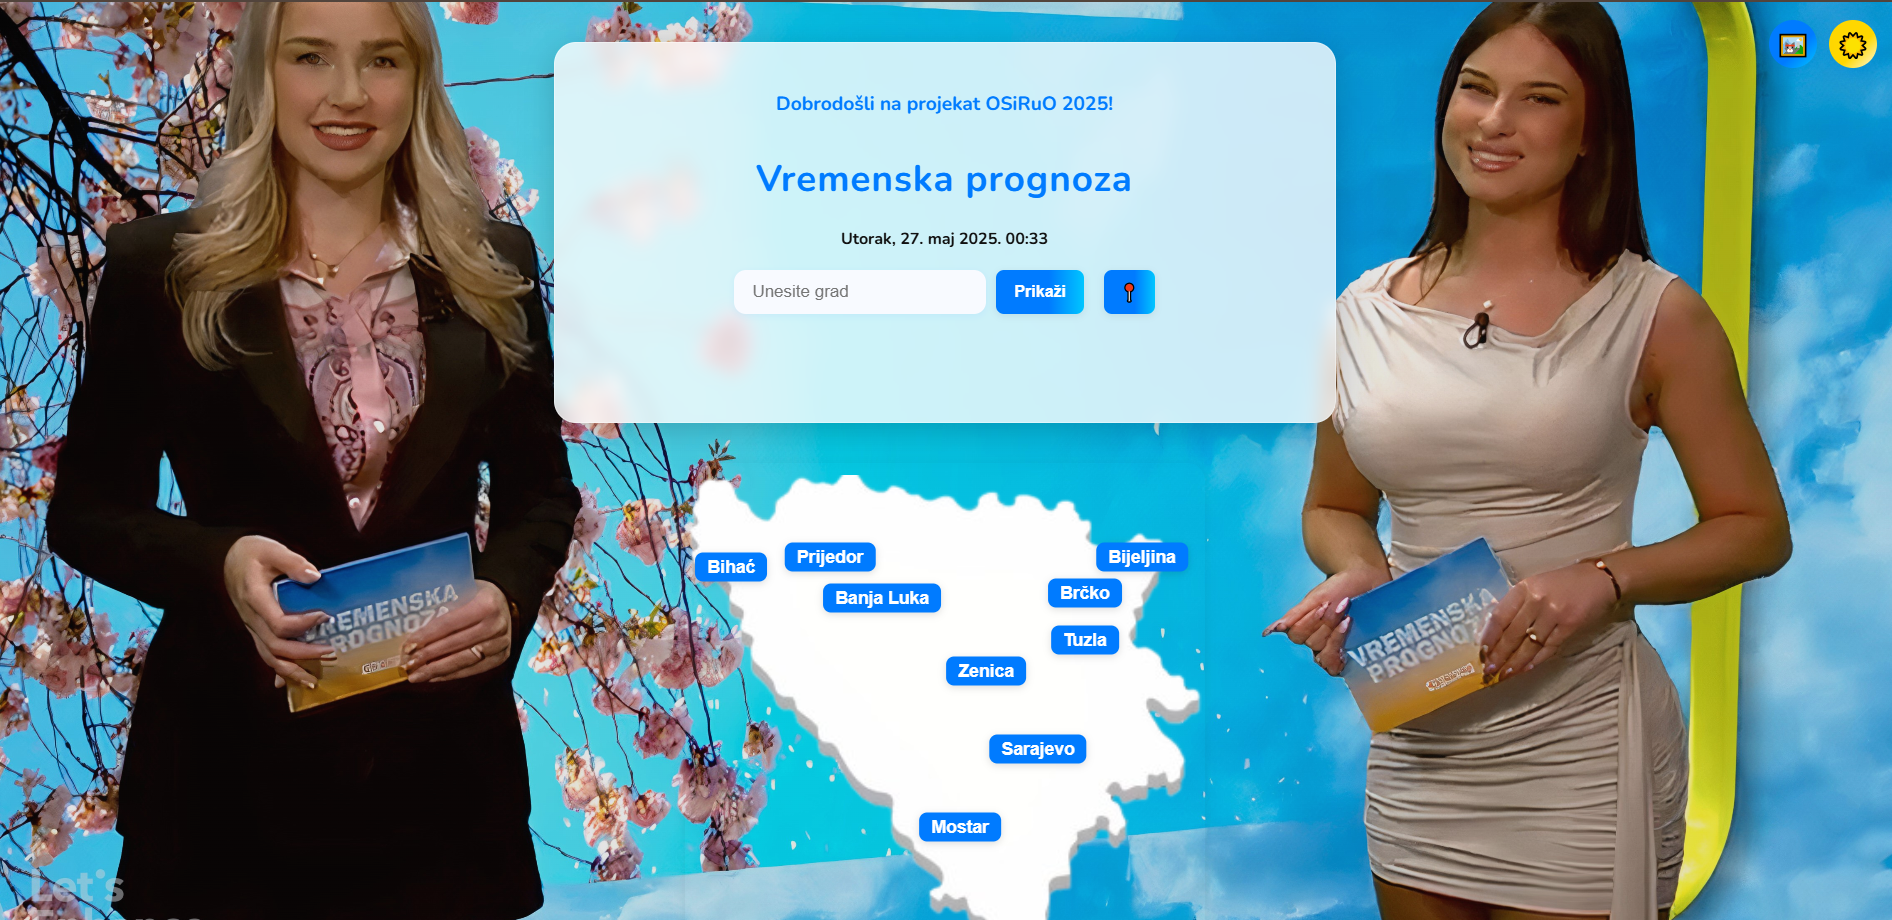 Dobrodošli na projekat OSiRuO 2025!
Vremenska prognoza
Utorak, 27. maj 2025. 00:33
Unesite grad
Prikaži
Bihać
Prijedor
Bijeljina
Banja Luka
Brčko
Tuzla
Zenica
Sarajevo
Mostar
VREMENSKA
PROGNOZA
VREMENSKA
PROGNOZA
Let's